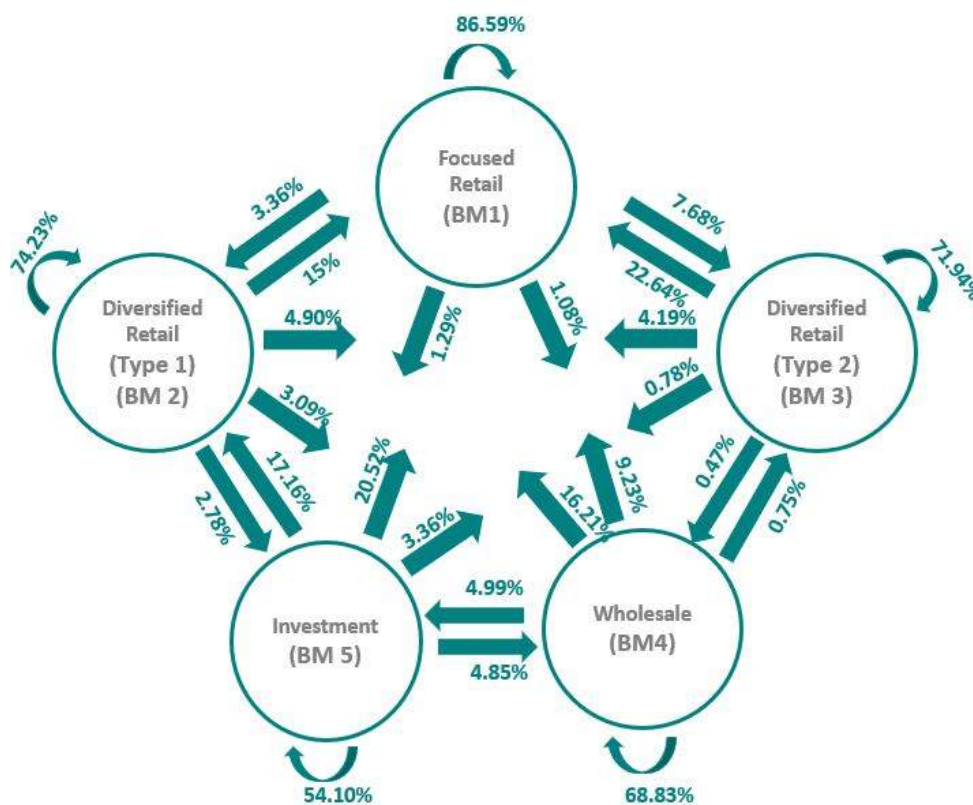 86.59%
Focused
Retail
(BM1)
3.36%
15%
7.68%
22.64%
74.23%
71.94%
Diversified
Retail
(Type 1)
(BM 2)
4.90%
1.29%
1.08%
4.19%
Diversified
Retail
(Type 2)
(BM 3)
3.09%
0.78%
2.78%
17.16%
20.52%
3.36%
16.21%
9.23%
0.47%
0.75%
Investment
(BM 5)
4.99%
4.85%
Wholesale
(BM4)
54.10%
68.83%